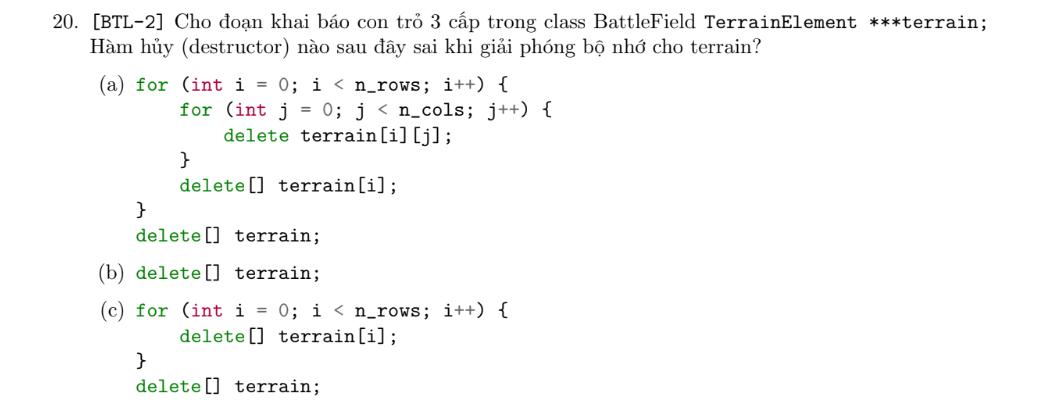 20. [BTL-2] Cho đoạn khai báo con trỏ 3 cấp trong class BattleField TerrainElement ***terrain;
Hàm hủy (destructor) nào sau đây sai khi giải phóng bộ nhớ cho terrain?
(a) for (int i = 0; i < n_rows; i++) {
for (int j = 0; j < n_cols; j++) {
delete terrain[i][j];
}
delete[] terrain[i];
}
delete[] terrain;
(b) delete[] terrain;
(c) for (int i = 0; i < n_rows; i++) {
delete[] terrain[i];
}
delete[] terrain;